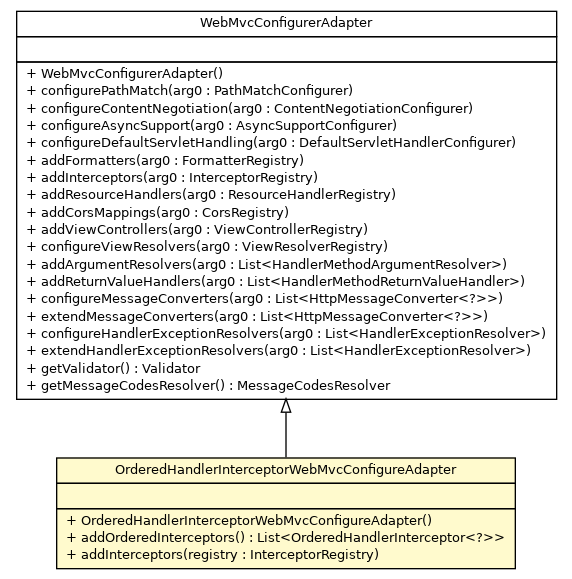 WebMvcConfigurerAdapter
+ WebMvcConfigurerAdapter()
+ configurePathMatch(arg0 : PathMatchConfigurer)
+ configureContentNegotiation(arg0 : ContentNegotiationConfigurer)
+ configureAsyncSupport(arg0 : AsyncSupportConfigurer)
+ configureDefaultServletHandling(arg0 : DefaultServletHandlerConfigurer)
+ addFormatters(arg0 : FormatterRegistry)
+ addInterceptors(arg0 : InterceptorRegistry)
+ addResourceHandlers(arg0 : ResourceHandlerRegistry)
+ addCorsMappings(arg0 : CorsRegistry)
+ addViewControllers(arg0 : ViewControllerRegistry)
+ configureViewResolvers(arg0 : ViewResolverRegistry)
+ addArgumentResolvers(arg0 : List<HandlerMethodArgumentResolver>)
+ addReturnValueHandlers(arg0 : List<HandlerMethodReturnValueHandler>)
+ configureMessageConverters(arg0 : List<HttpMessageConverter<?>>)
+ extendMessageConverters(arg0 : List<HttpMessageConverter<?>>)
+ configureHandlerExceptionResolvers(arg0 : List<HandlerExceptionResolver>)
+ extendHandlerExceptionResolvers(arg0 : List<HandlerExceptionResolver>)
+ getValidator() : Validator
+ getMessageCodesResolver() : MessageCodesResolver
OrderedHandlerInterceptorWebMvcConfigureAdapter
+ OrderedHandlerInterceptorWebMvcConfigureAdapter()
+ addOrderedInterceptors() : List<OrderedHandlerInterceptor<?>>
+ addInterceptors(registry : InterceptorRegistry)